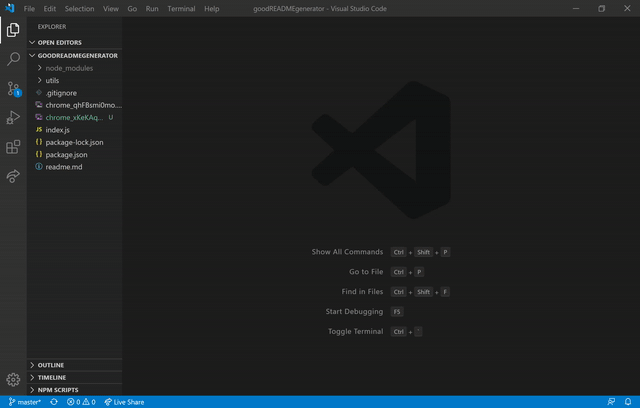 File Edit Selection View Go Run Terminal Help goodREADMEgenerator - Visual Studio Code
EXPLORER
OPEN EDITORS
GOODREADMEGENERATOR
node_modules
utils
.gitignore
chrome_qhFBsmi0mo....
chrome_xKeKAq... U
JS index.js
{ } package-lock.json
{ } package.json
readme.md
1
Show All Commands Ctrl + Shift + P
Go to File Ctrl + P
Find in Files Ctrl + Shift + F
Start Debugging F5
Toggle Terminal Ctrl + `
OUTLINE
TIMELINE
NPM SCRIPTS
master* 0 0 Live Share